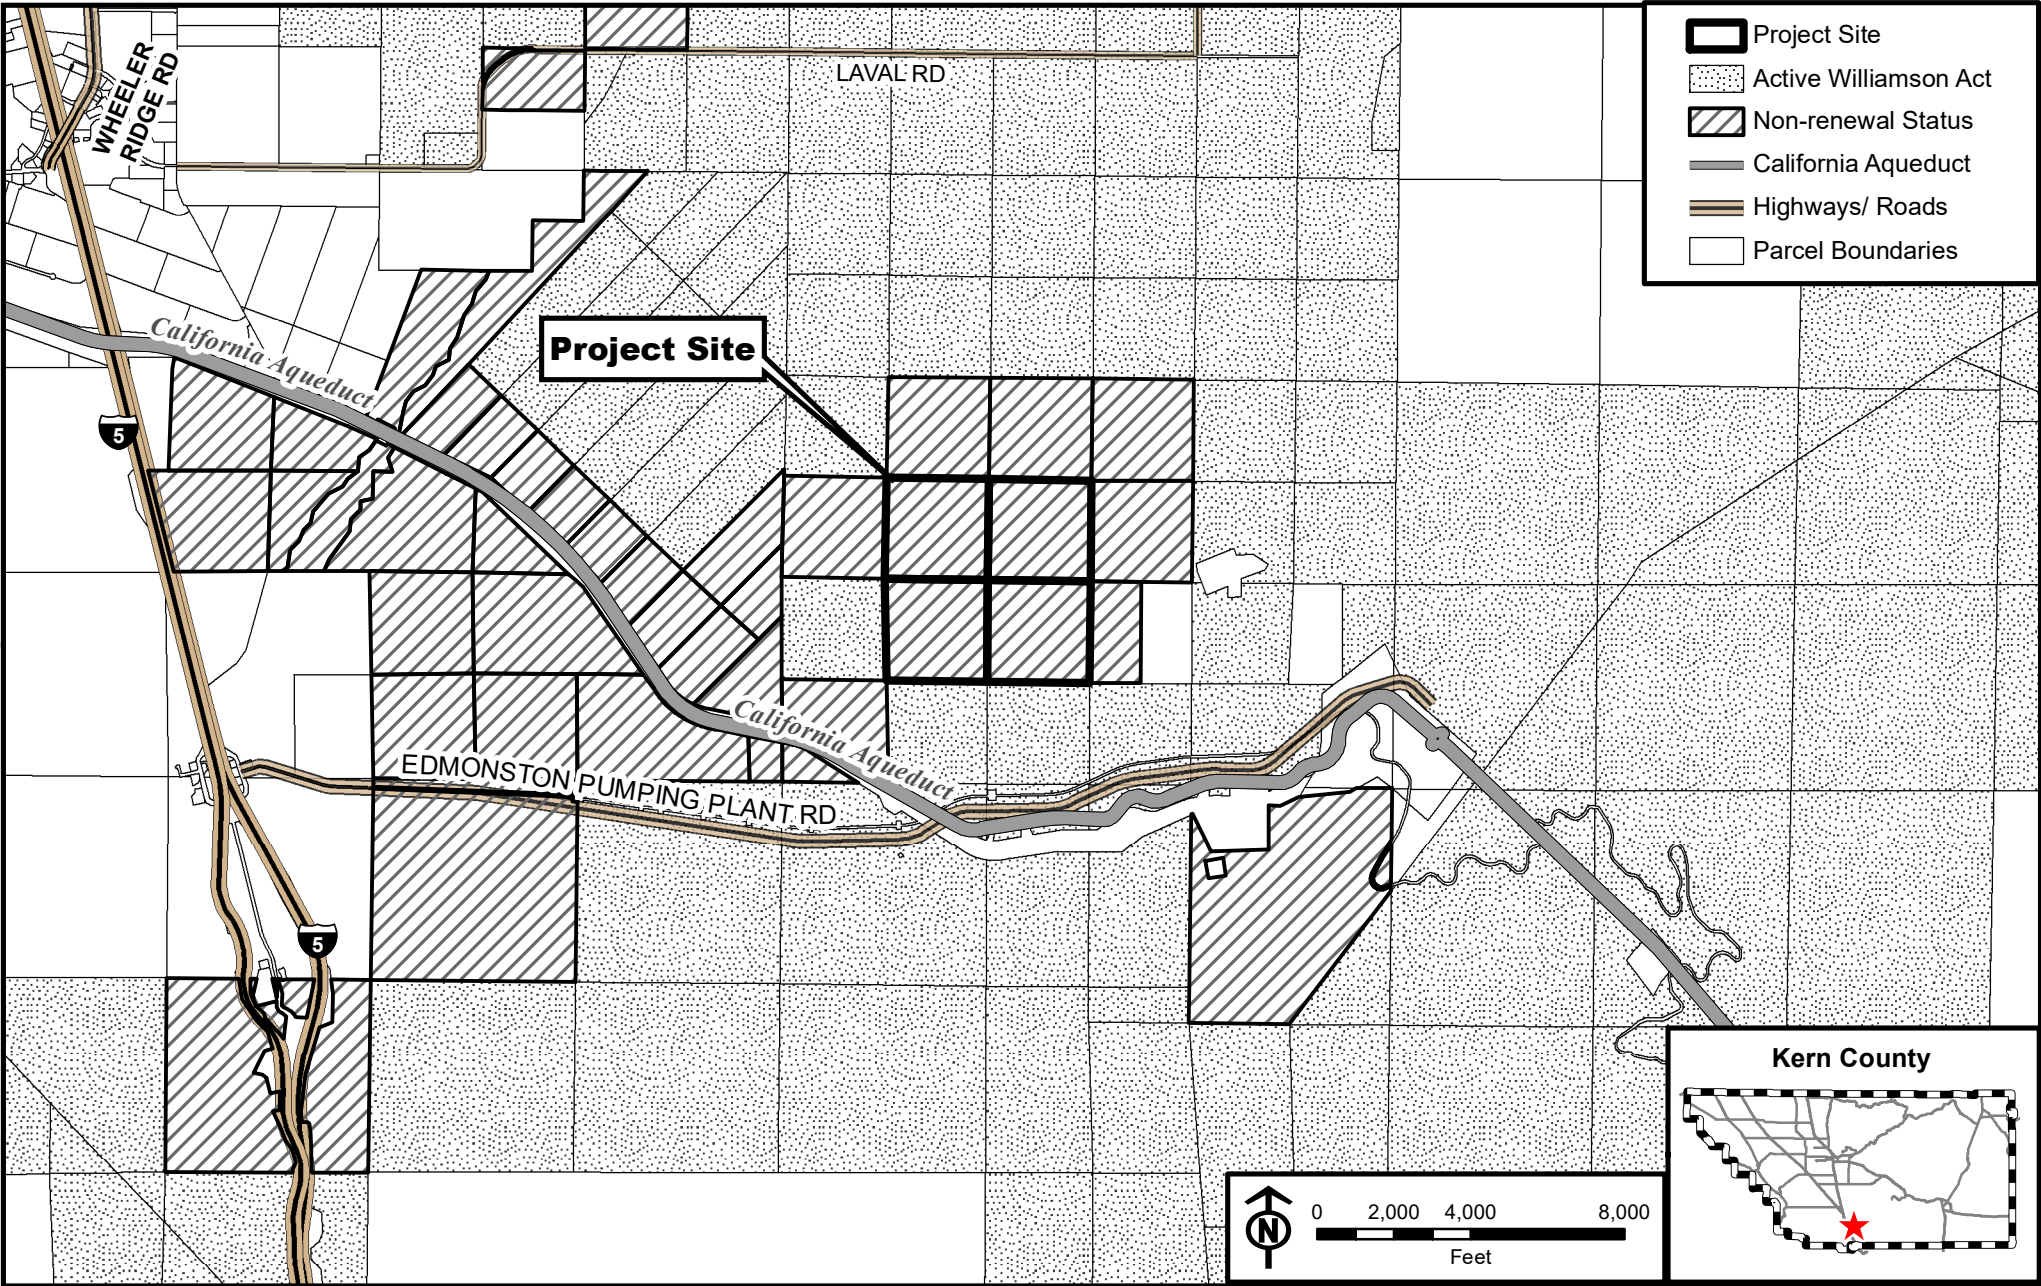 WHEELER
RIDGE RD
LAVAL RD
Project Site
Active Williamson Act
Non-renewal Status
California Aqueduct
Highways/ Roads
Parcel Boundaries
California Aqueduct
Project Site
5
California Aqueduct
EDMONSTON PUMPING PLANT RD
5
Kern County
N
0 2,000 4,000 8,000
Feet